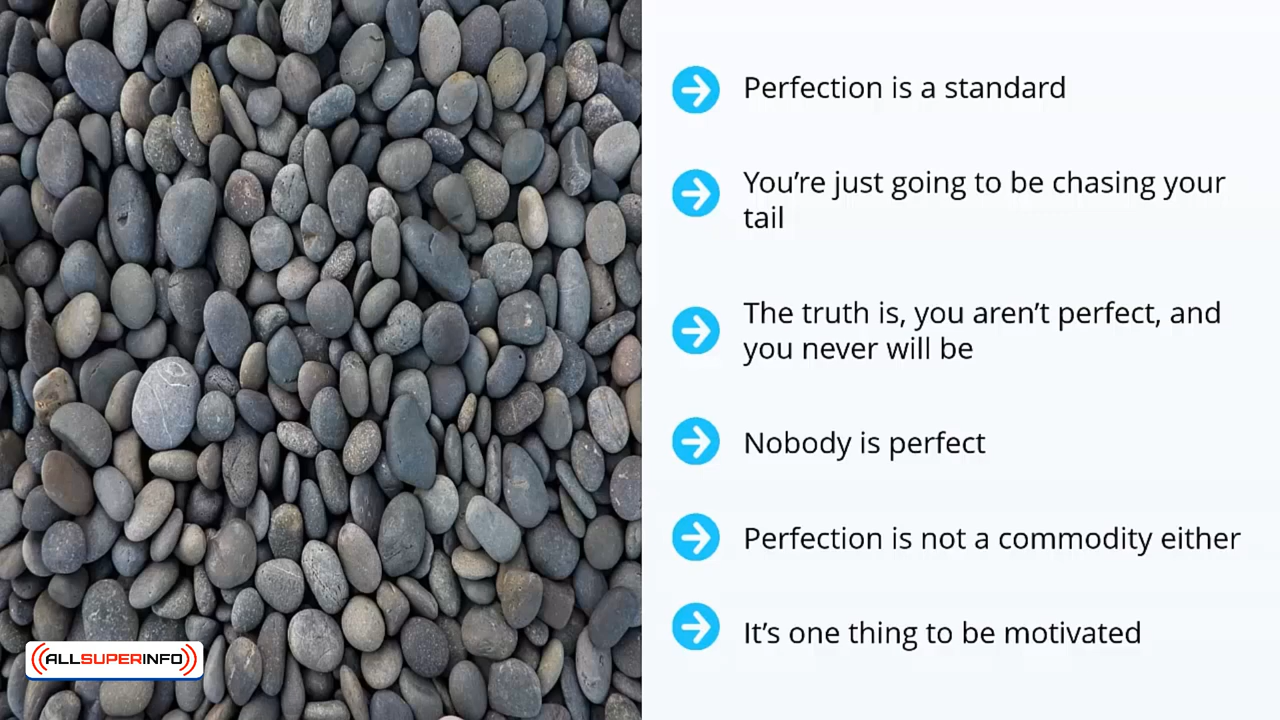 Perfection is a standard
You’re just going to be chasing your
tail
The truth is, you aren’t perfect, and
you never will be
Nobody is perfect
Perfection is not a commodity either
It’s one thing to be motivated
ALLSUPERINFO